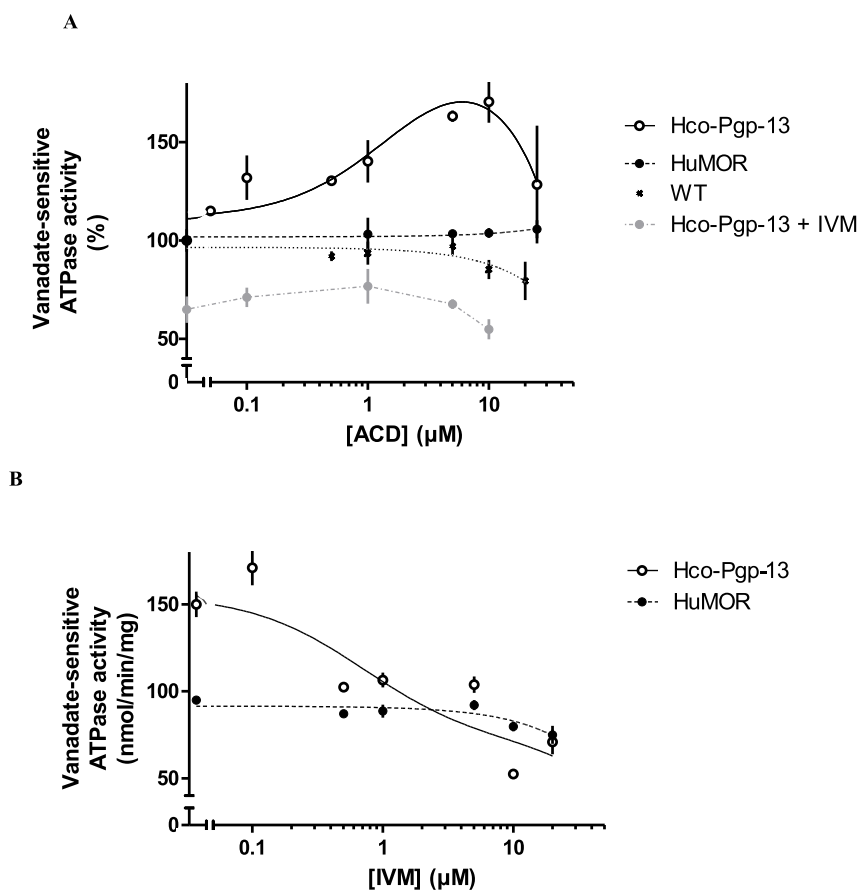 A
Vanadate-sensitive
ATPase activity
(%)
150
100
50
0
0.1
1
10
[ACD] (µM)
Hco-Pgp-13
HuMOR
WT
Hco-Pgp-13 + IVM
B
Vanadate-sensitive
ATPase activity
(nmol/min/mg)
150
100
50
0
0.1
1
10
[IVM] (µM)
Hco-Pgp-13
HuMOR